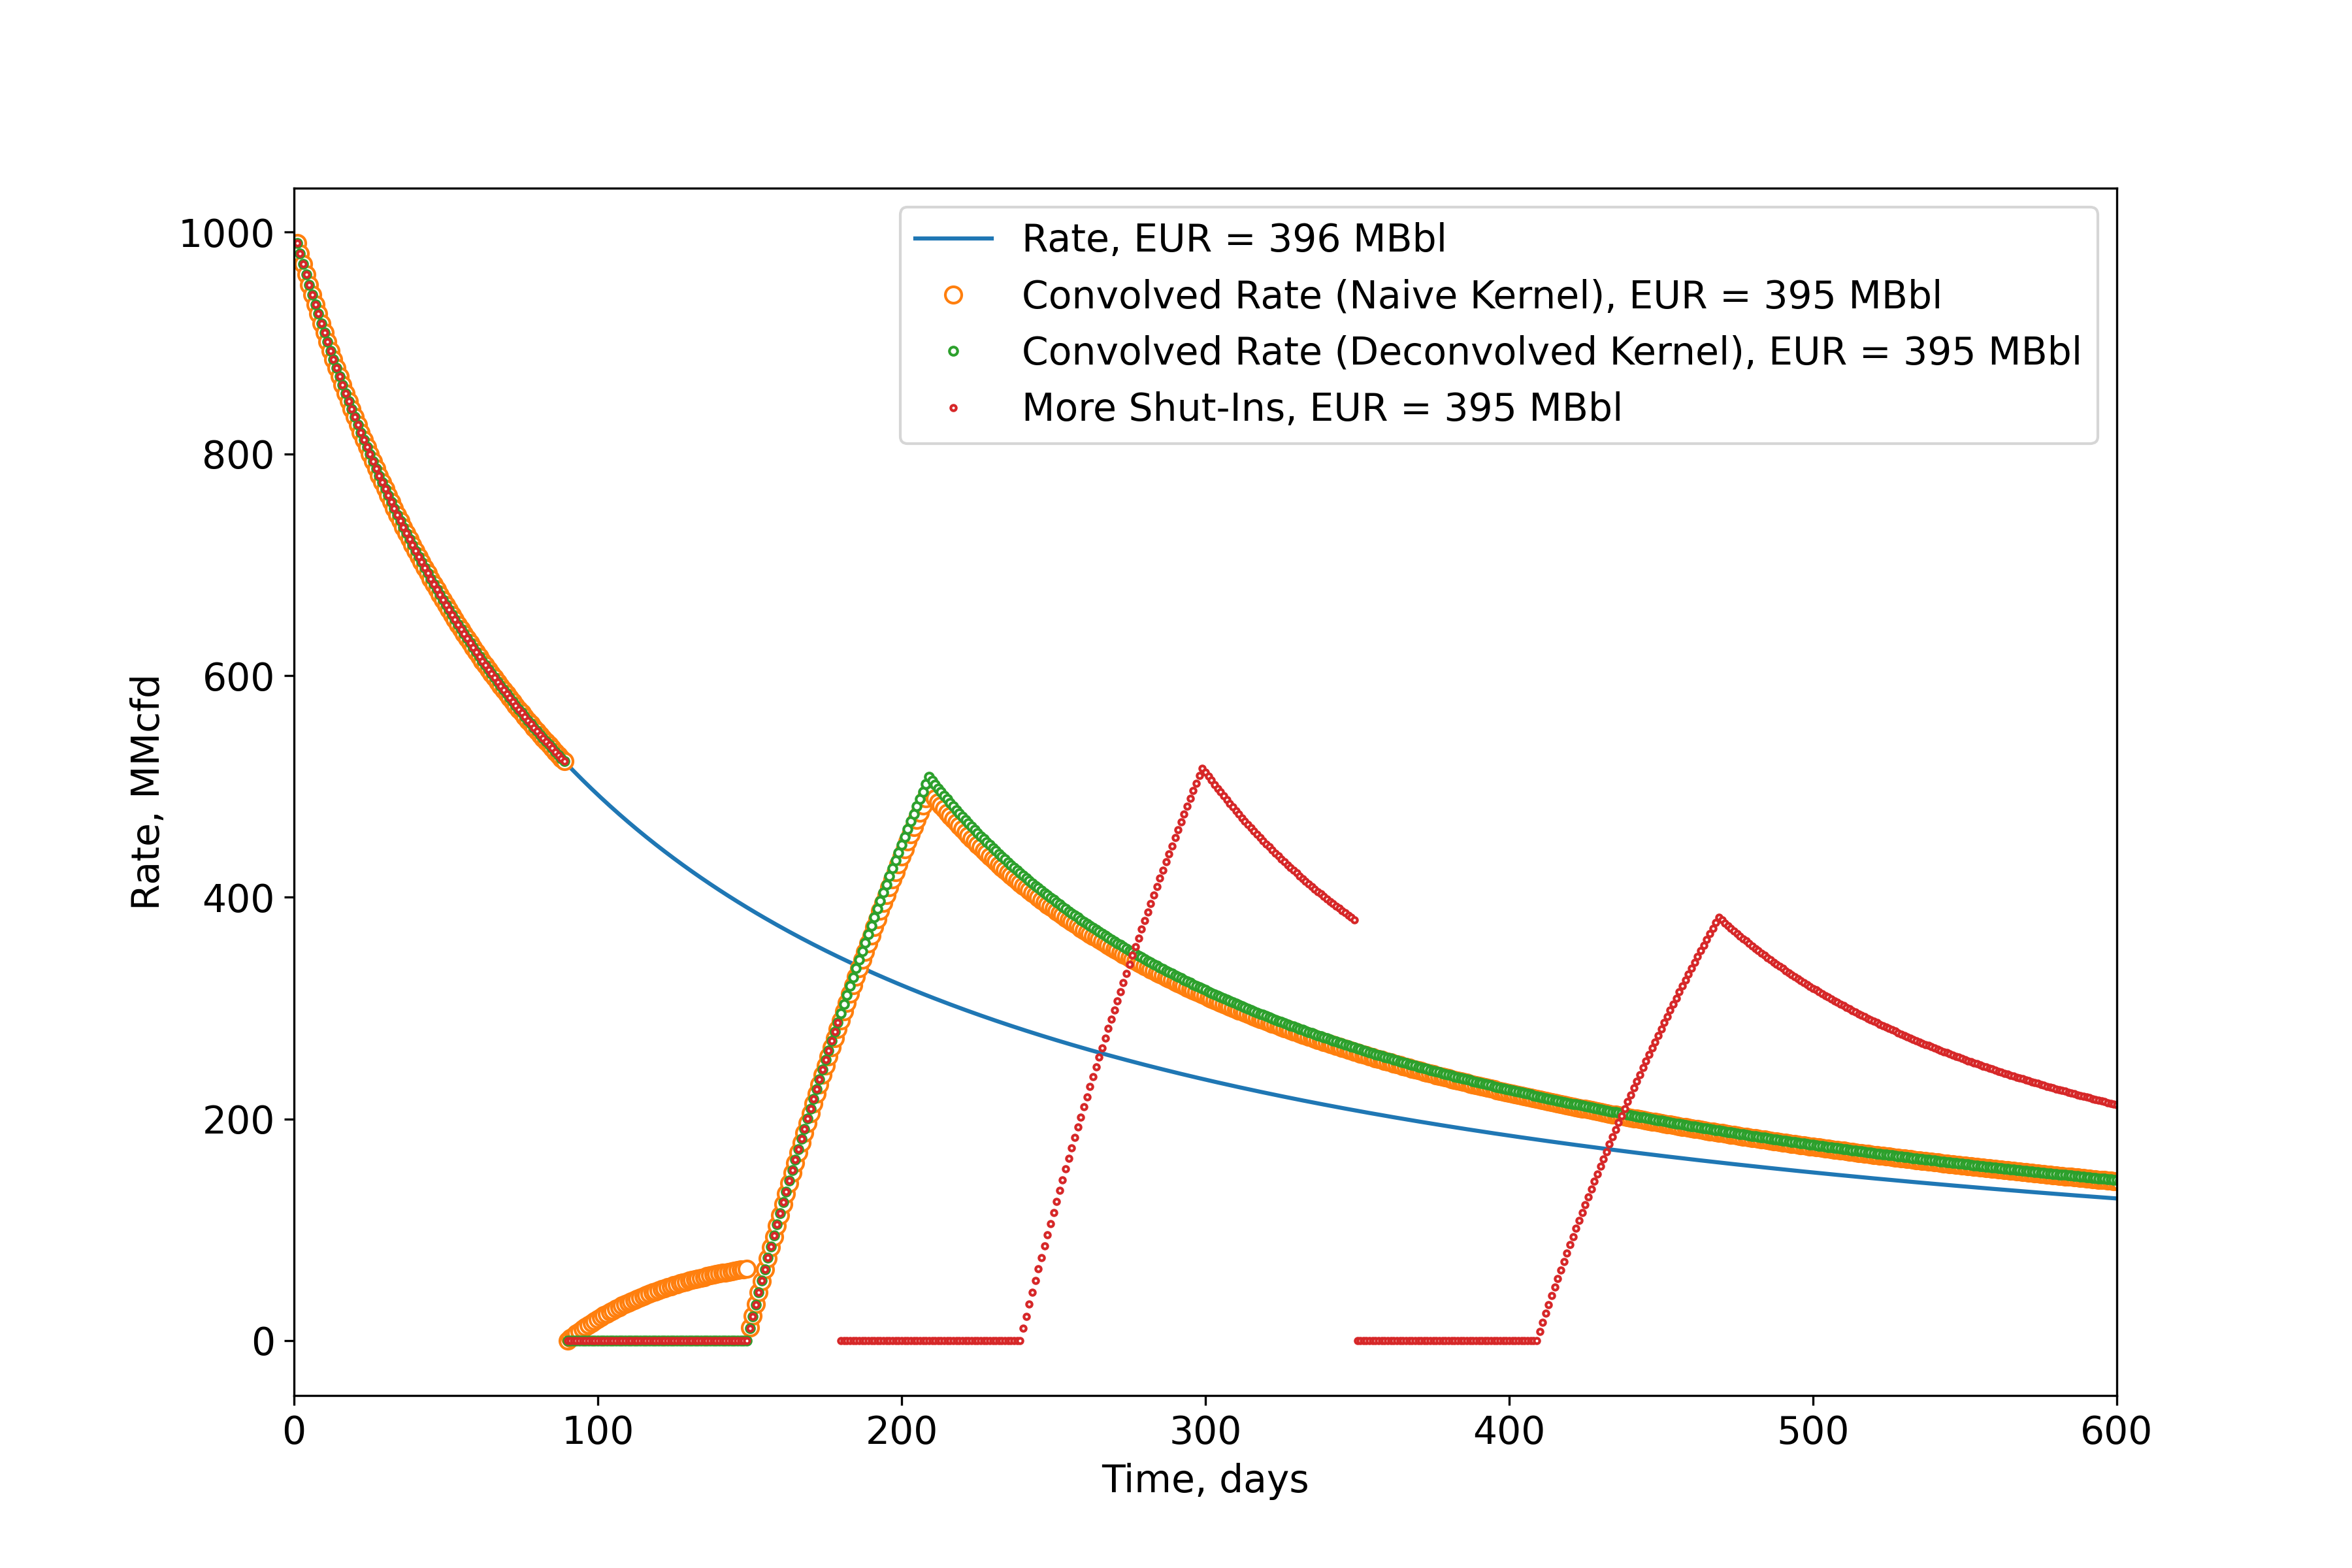 Rate, EUR = 396 MBbl
Convolved Rate (Naive Kernel), EUR = 395 MBbl
Convolved Rate (Deconvolved Kernel), EUR = 395 MBbl
More Shut-Ins, EUR = 395 MBbl
1000
800
600
400
200
0
Rate, MMcfd
0 100 200 300 400 500 600
Time, days